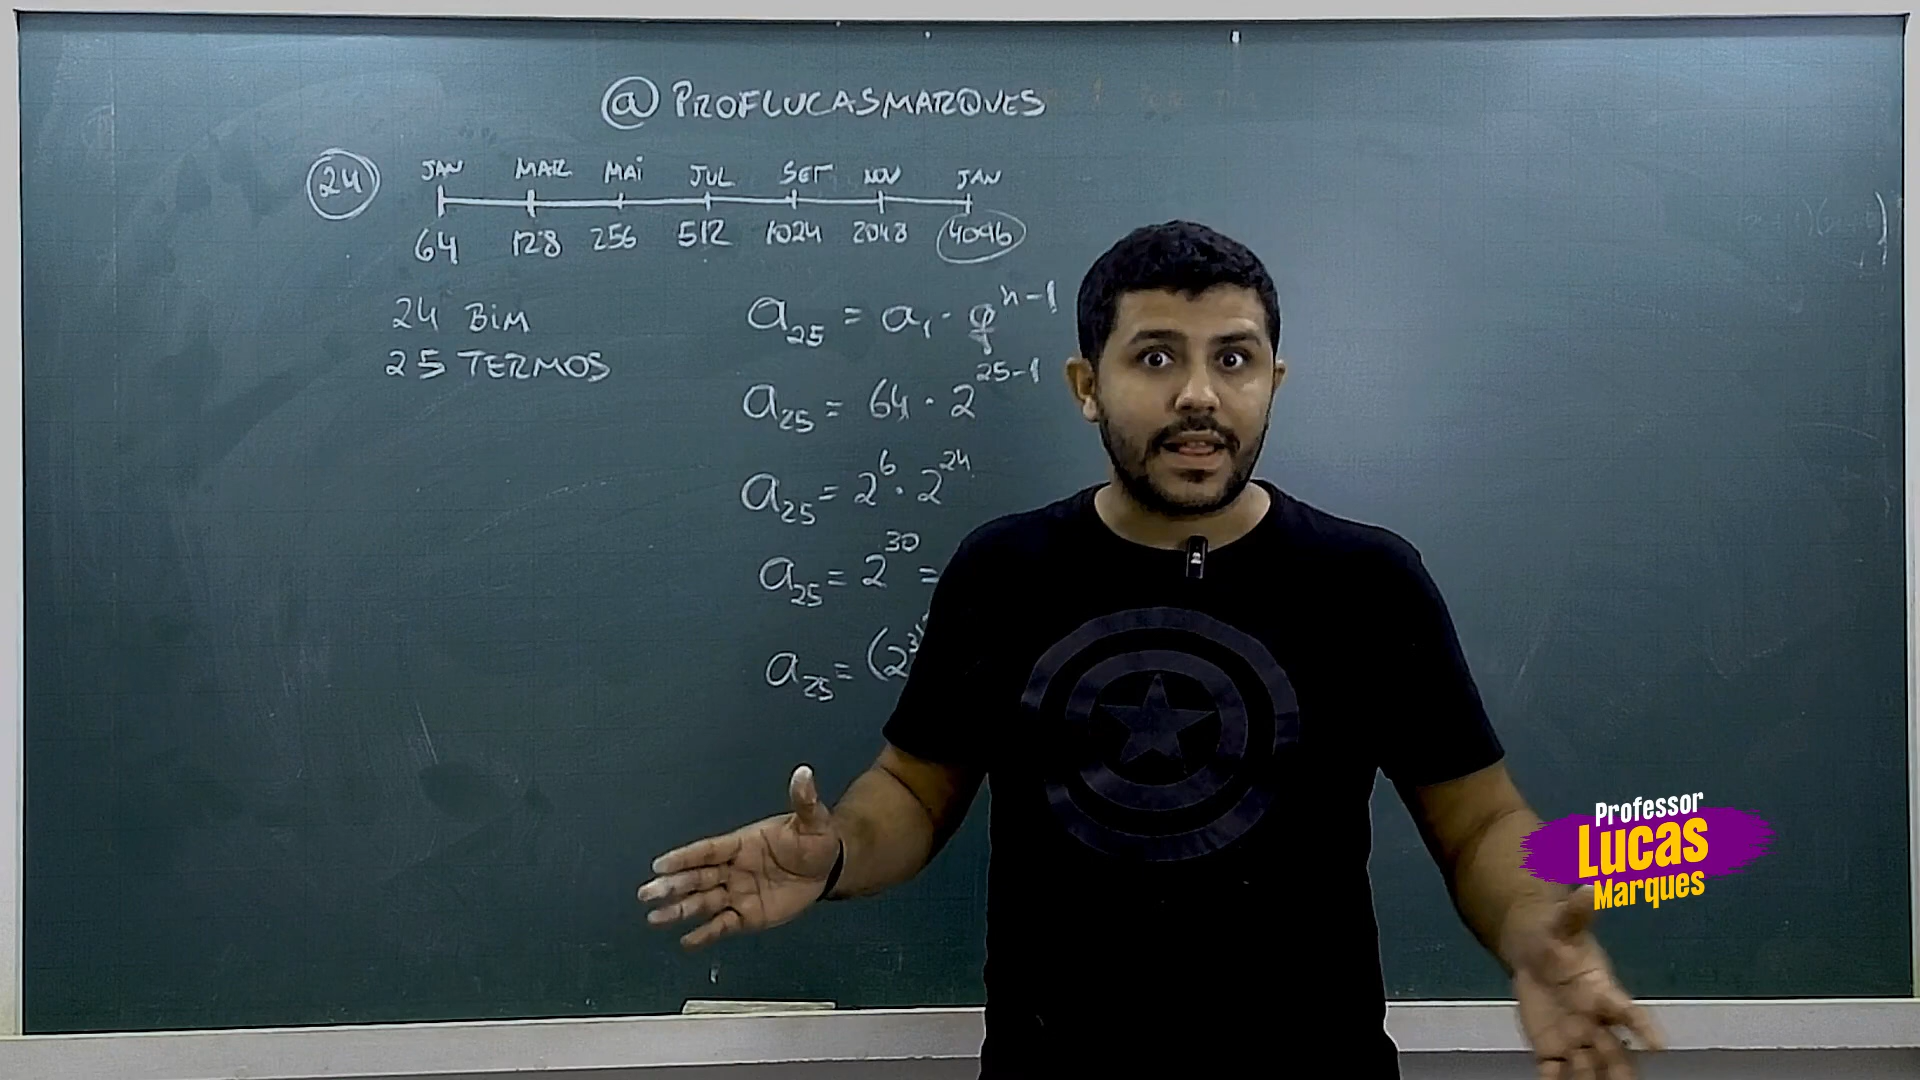 @PROFLUCASMARQUES
24
JAN MAR MAI JUL SET NOV JAN
64 128 256 512 1024 2048 4096
24 BIM
25 TERMOS
a₂₅ = a₁ · q^n-1
a₂₅ = 64 · 2^25-1
a₂₅ = 2^6 · 2^24
a₂₅ = 2^30 =
a₂₅ = (2
Professor
Lucas
Marques